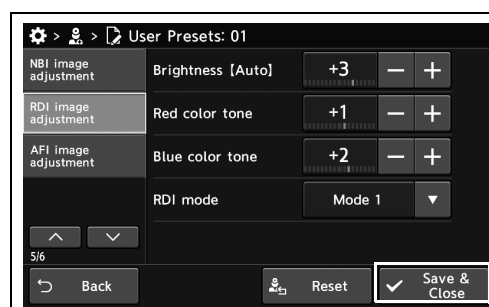 > > User Presets: 01
NBI image
adjustment
Brightness [Auto] +3 − +
RDI image
adjustment
Red color tone +1 − +
AFI image
adjustment
Blue color tone +2 − +
RDI mode Mode 1
5/6
Back Reset Save &
Close